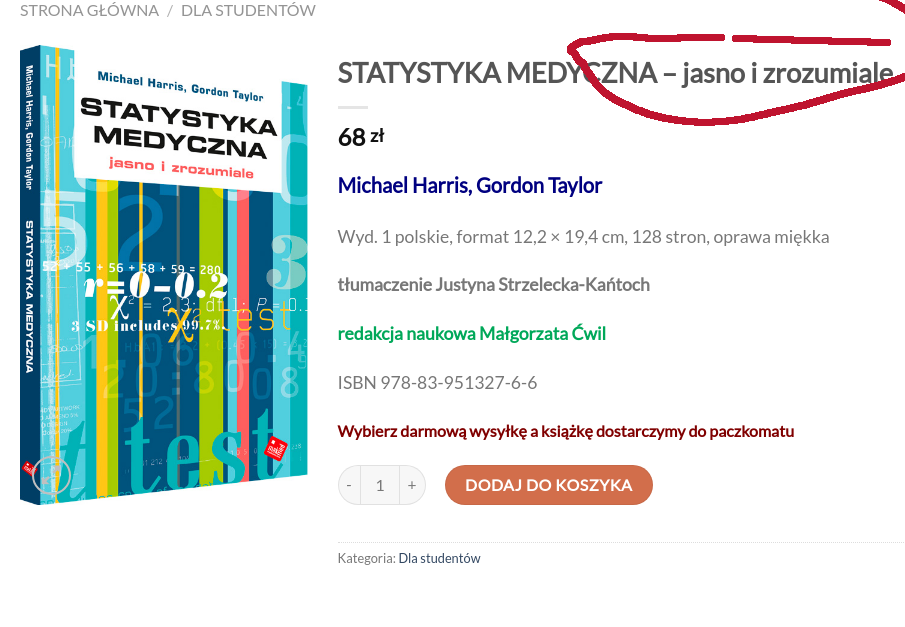 STRONA GŁÓWNA / DLA STUDENTÓW
Michael Harris, Gordon Taylor
STATYSTYKA MEDYCZNA
Michael Harris, Gordon Taylor
STATYSTYKA
MEDYCZNA
jasno i zrozumiale
52 + 55 + 56 + 58 + 59 = 280
r=0-0.2
χ² = 2.3; df 1; P = 0.1
3 SD includes 99.7%
χ² test
t test
STATYSTYKA MEDYCZNA – jasno i zrozumiale
68 zł
Michael Harris, Gordon Taylor
Wyd. 1 polskie, format 12,2 × 19,4 cm, 128 stron, oprawa miękka
tłumaczenie Justyna Strzelecka-Kańtoch
redakcja naukowa Małgorzata Ćwil
ISBN 978-83-951327-6-6
Wybierz darmową wysyłkę a książkę dostarczymy do paczkomatu
- 1 + DODAJ DO KOSZYKA
Kategoria: Dla studentów